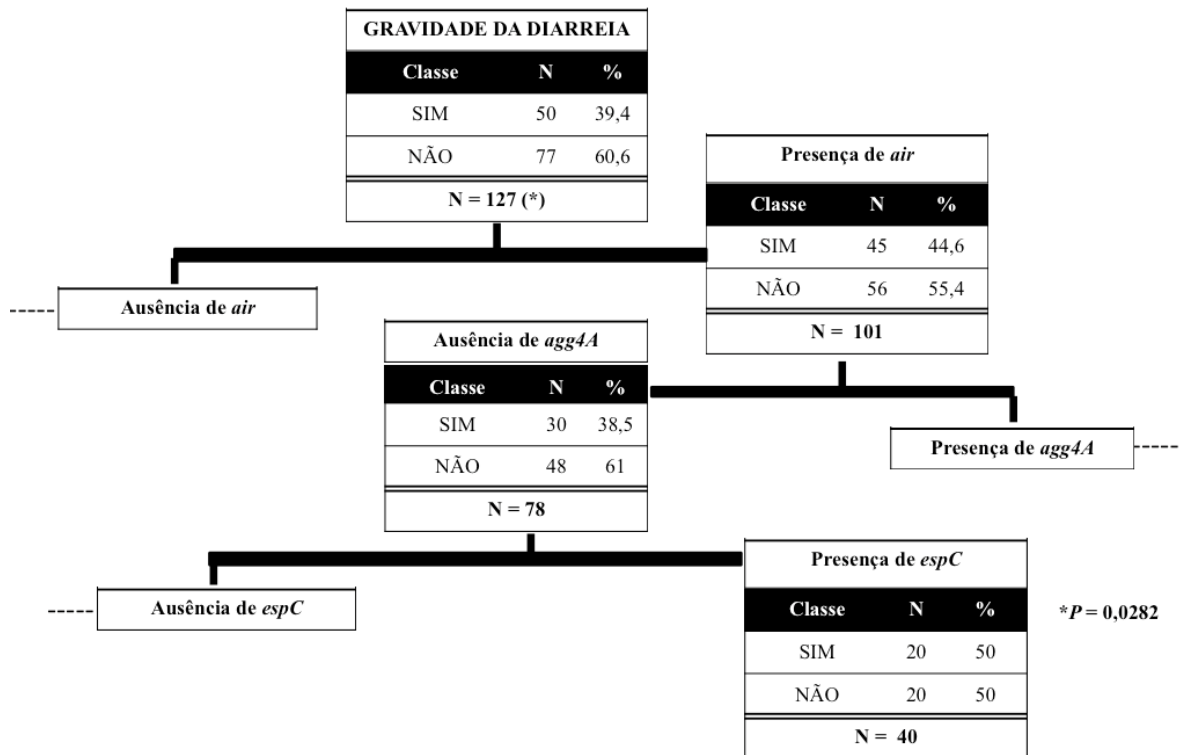 GRAVIDADE DA DIARREIA
Classe N %
SIM 50 39,4
NÃO 77 60,6
N = 127 (*)
Presença de air
Classe N %
SIM 45 44,6
NÃO 56 55,4
N = 101
Ausência de air
Ausência de agg4A
Classe N %
SIM 30 38,5
NÃO 48 61
N = 78
Presença de agg4A
Ausência de espC
Presença de espC
Classe N %
SIM 20 50
NÃO 20 50
N = 40
*P = 0,0282